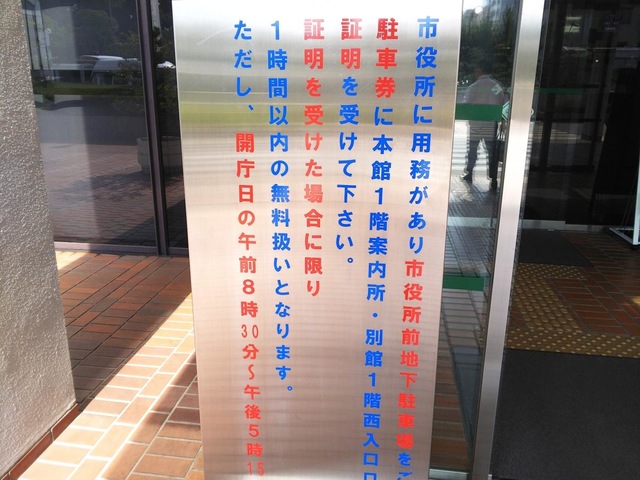 市役所に用務があり市役所前地下駐車場をご
駐車券に本館1階案内所・別館1階西入口ロ
証明を受けて下さい。
証明を受けた場合に限り
1時間以内の無料扱いとなります。
ただし、開庁日の午前8時30分～午後5時15